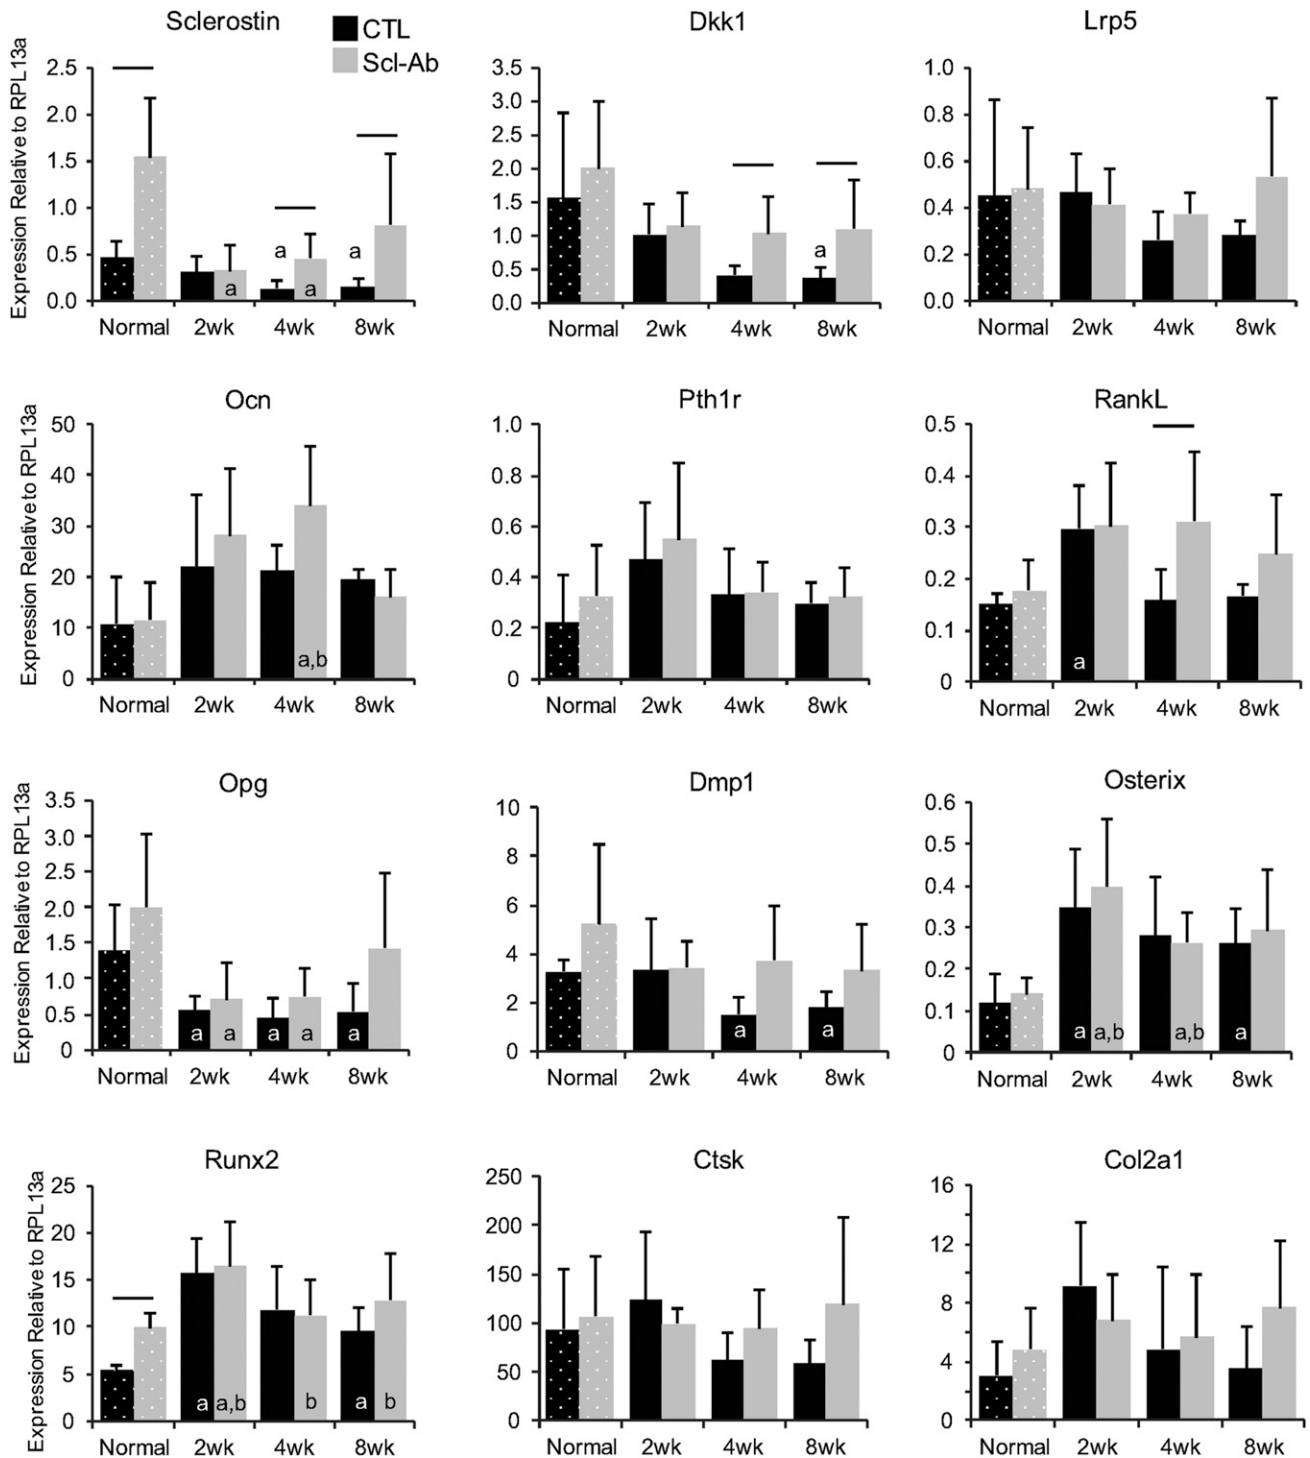 Sclerostin
CTL
Scl-Ab
Dkk1
Lrp5
Expression Relative to RPL13a
2.5
2.0
1.5
1.0
0.5
0.0
a
a
a
a
Normal 2wk 4wk 8wk
3.5
3.0
2.5
2.0
1.5
1.0
0.5
0.0
a
Normal 2wk 4wk 8wk
1.0
0.8
0.6
0.4
0.2
0.0
Normal 2wk 4wk 8wk
Ocn
Pth1r
RankL
Expression Relative to RPL13a
50
40
30
20
10
0
a,b
Normal 2wk 4wk 8wk
1.0
0.8
0.6
0.4
0.2
0
Normal 2wk 4wk 8wk
0.5
0.4
0.3
0.2
0.1
0
a
Normal 2wk 4wk 8wk
Opg
Dmp1
Osterix
Expression Relative to RPL13a
3.5
3.0
2.5
2.0
1.5
1.0
0.5
0
a a a a a
Normal 2wk 4wk 8wk
10
8
6
4
2
0
a a
Normal 2wk 4wk 8wk
0.6
0.5
0.4
0.3
0.2
0.1
0
a a,b a,b a
Normal 2wk 4wk 8wk
Runx2
Ctsk
Col2a1
Expression Relative to RPL13a
25
20
15
10
5
0
a a,b b a b
Normal 2wk 4wk 8wk
250
200
150
100
50
0
Normal 2wk 4wk 8wk
16
12
8
4
0
Normal 2wk 4wk 8wk